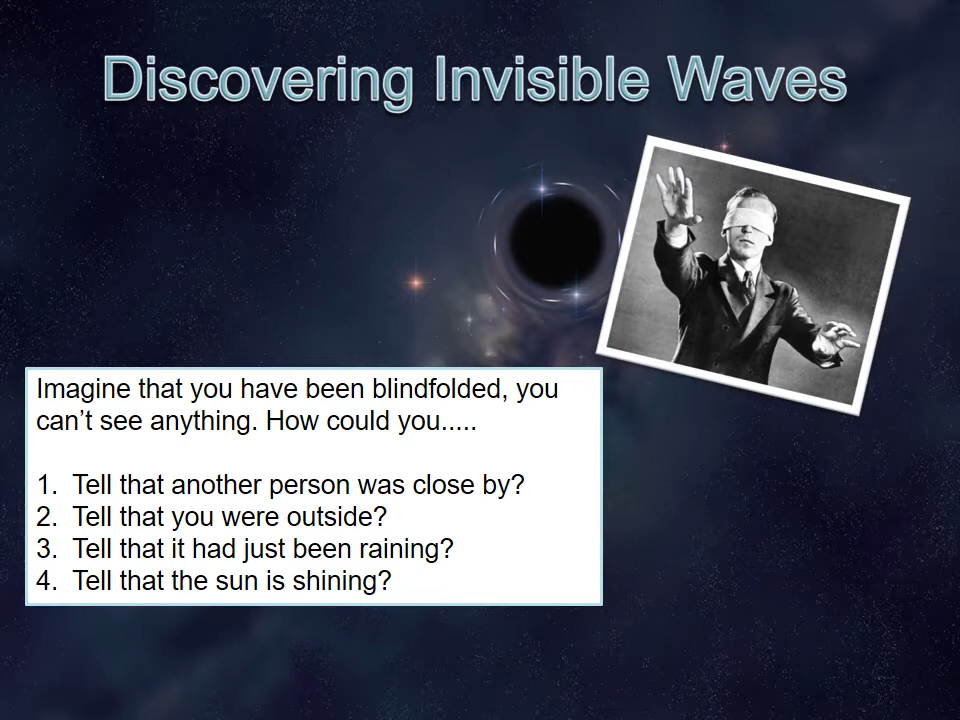 Discovering Invisible Waves
Imagine that you have been blindfolded, you
can’t see anything. How could you.....
1. Tell that another person was close by?
2. Tell that you were outside?
3. Tell that it had just been raining?
4. Tell that the sun is shining?